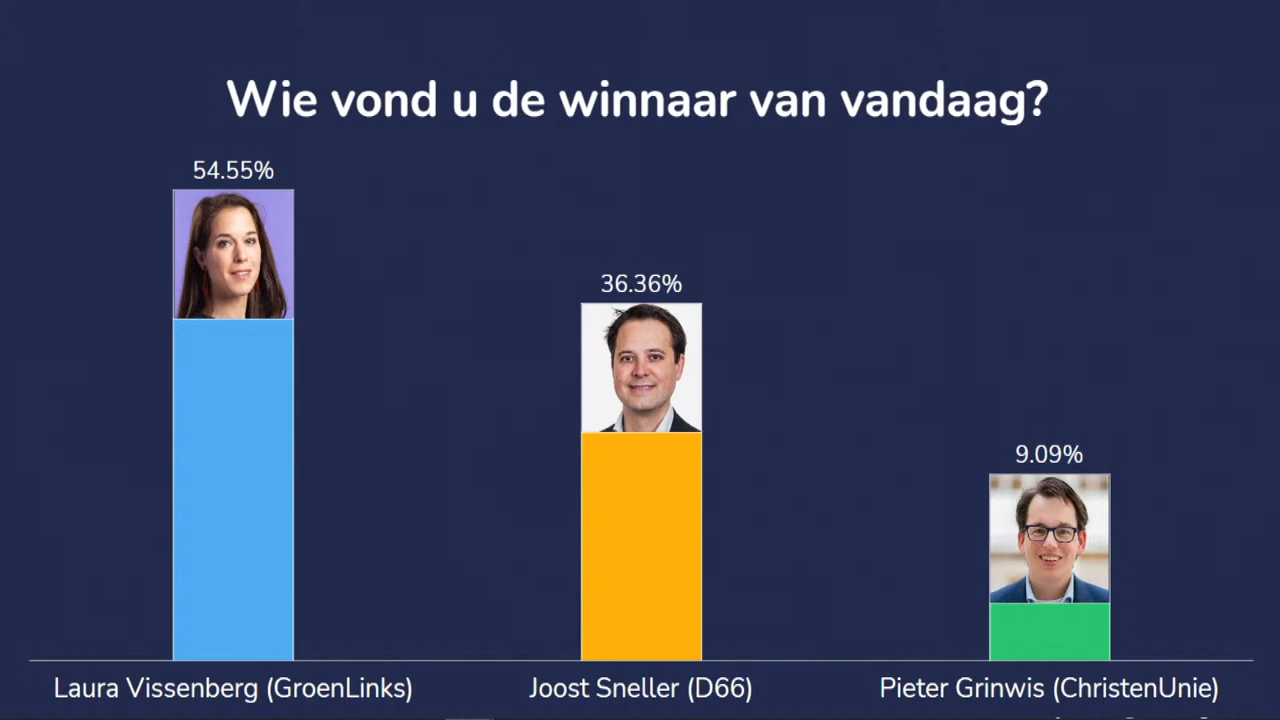 Wie vond u de winnaar van vandaag?
54.55%
36.36%
9.09%
Laura Vissenberg (GroenLinks)
Joost Sneller (D66)
Pieter Grinwis (ChristenUnie)